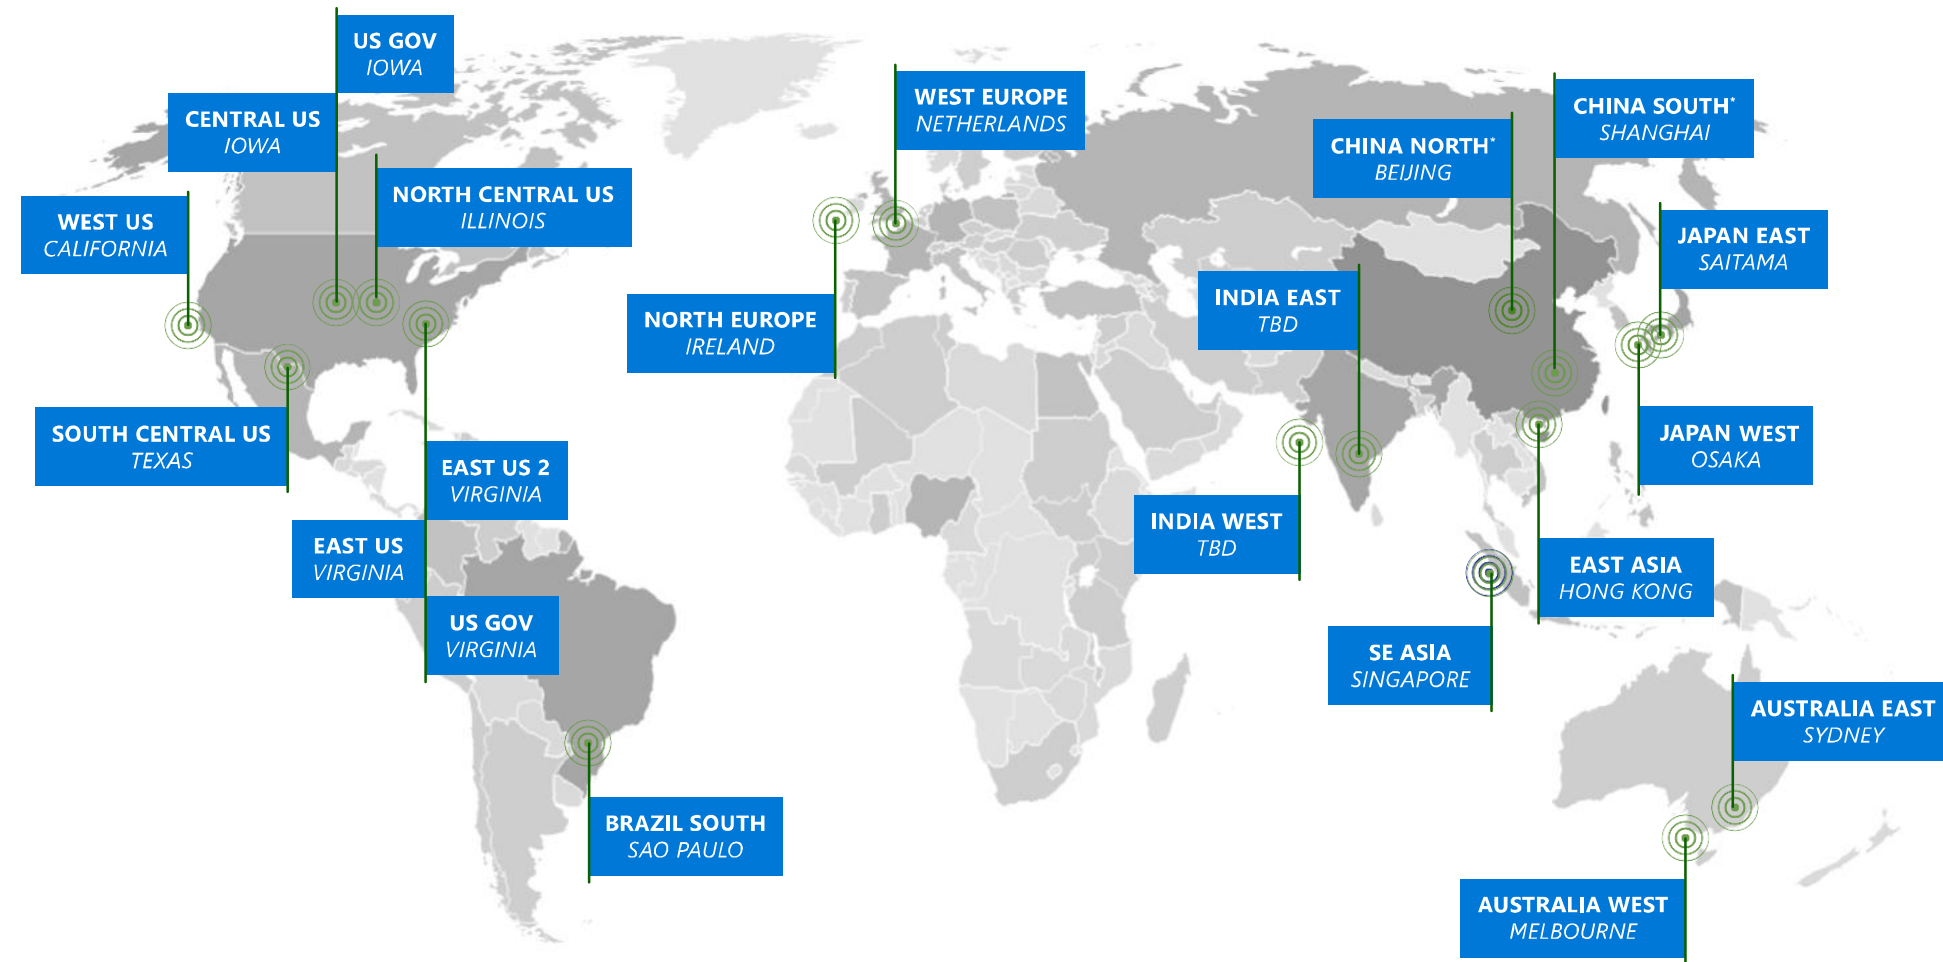 US GOV
IOWA
CENTRAL US
IOWA
NORTH CENTRAL US
ILLINOIS
WEST US
CALIFORNIA
SOUTH CENTRAL US
TEXAS
EAST US 2
VIRGINIA
EAST US
VIRGINIA
US GOV
VIRGINIA
BRAZIL SOUTH
SAO PAULO
WEST EUROPE
NETHERLANDS
NORTH EUROPE
IRELAND
CHINA SOUTH*
SHANGHAI
CHINA NORTH*
BEIJING
JAPAN EAST
SAITAMA
INDIA EAST
TBD
JAPAN WEST
OSAKA
INDIA WEST
TBD
EAST ASIA
HONG KONG
SE ASIA
SINGAPORE
AUSTRALIA EAST
SYDNEY
AUSTRALIA WEST
MELBOURNE